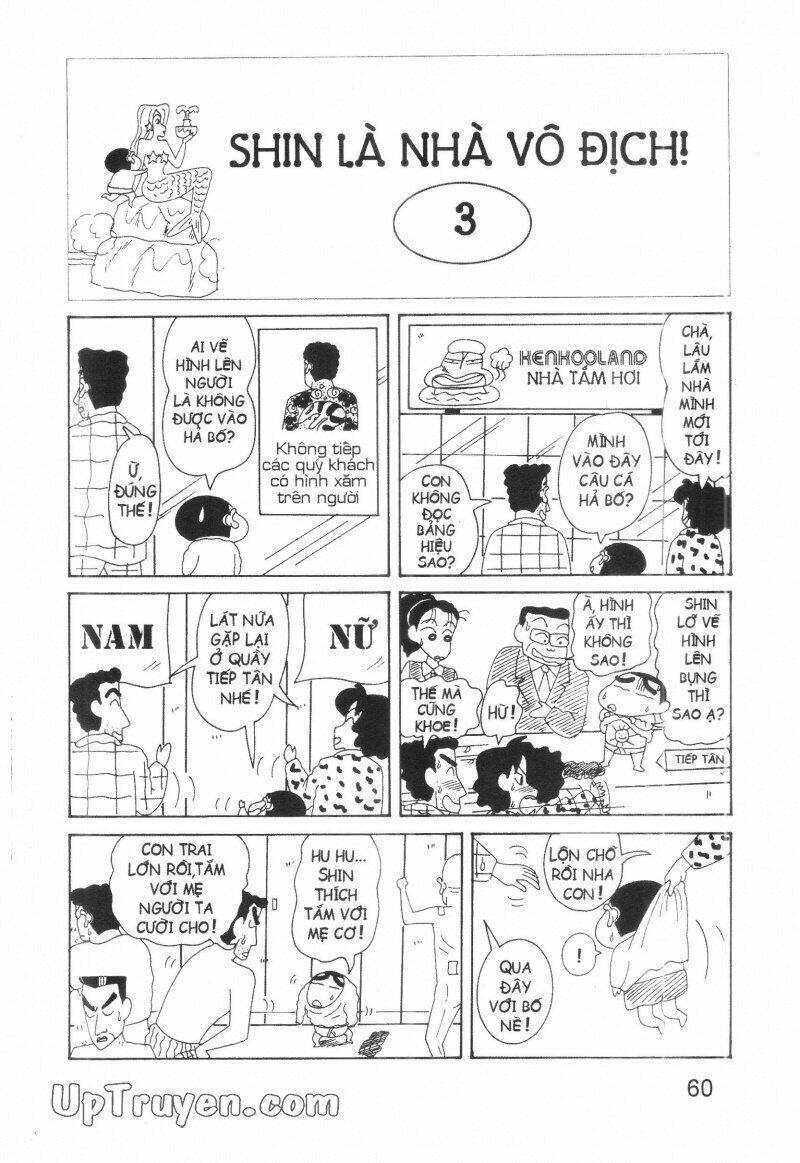 SHIN LÀ NHÀ VÔ ĐỊCH!
3
KENKOOLAND
NHÀ TẮM HƠI
CHÀ,
LÂU
LẮM
NHÀ
MÌNH
MỚI
TỚI
ĐÂY!
MÌNH
VÀO ĐÂY
CÂU CÁ
HẢ BỐ?
CON
KHÔNG
ĐỌC
BẢNG
HIỆU
SAO?
Không tiếp
các quý khách
có hình xăm
trên người
AI VẼ
HÌNH LÊN
NGƯỜI
LÀ KHÔNG
ĐƯỢC VÀO
HẢ BỐ?
Ừ,
ĐÚNG
THẾ!
SHIN
LỠ VẼ
HÌNH
LÊN
BỤNG
THÌ
SAO Ạ?
À, HÌNH
ẤY THÌ
KHÔNG
SAO!
HỪ!
THẾ MÀ
CŨNG
KHOE!
TIẾP TÂN
NỮ
LÁT NỮA
GẶP LẠI
Ở QUẦY
TIẾP TÂN
NHÉ!
NAM
LỘN CHỖ
RỒI NHA
CON!
!
QUA
ĐÂY
VỚI BỐ
NÈ!
HU HU...
SHIN
THÍCH
TẮM VỚI
MẸ CƠ!
CON TRAI
LỚN RỒI,TẮM
VỚI MẸ
NGƯỜI TA
CƯỜI CHO!
UpTruyen.com
60